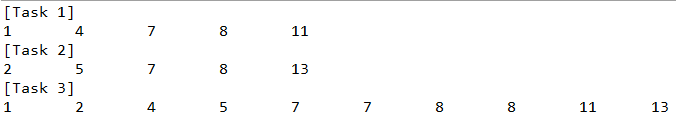 [Task 1]
1 4 7 8 11
[Task 2]
2 5 7 8 13
[Task 3]
1 2 4 5 7 7 8 8 11 13